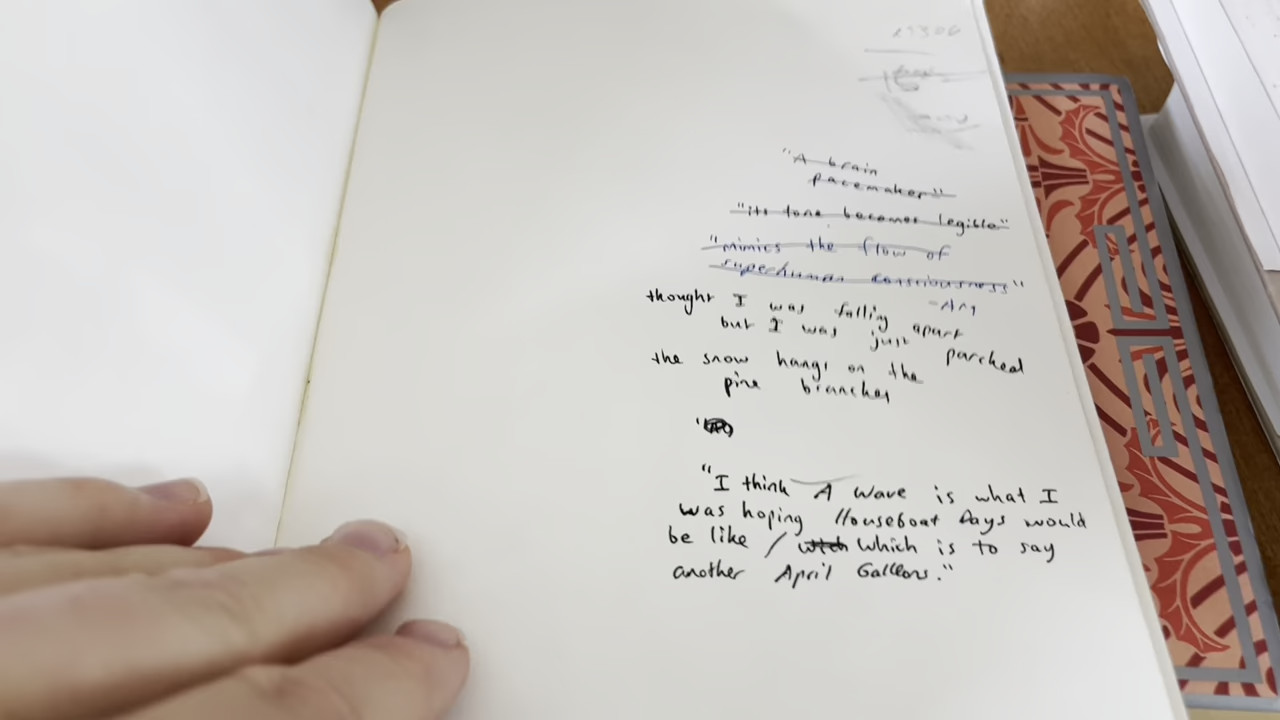 "A brain
pacemaker"
"its tone becomes legible"
"mimics the flow of
superhuman consciousness"
thought I was falling apart
but I was just parched
the snow hangs on the
pine branches
"I think A Wave is what I
was hoping Houseboat Days would
be like / with Which is to say
another April Galleons."